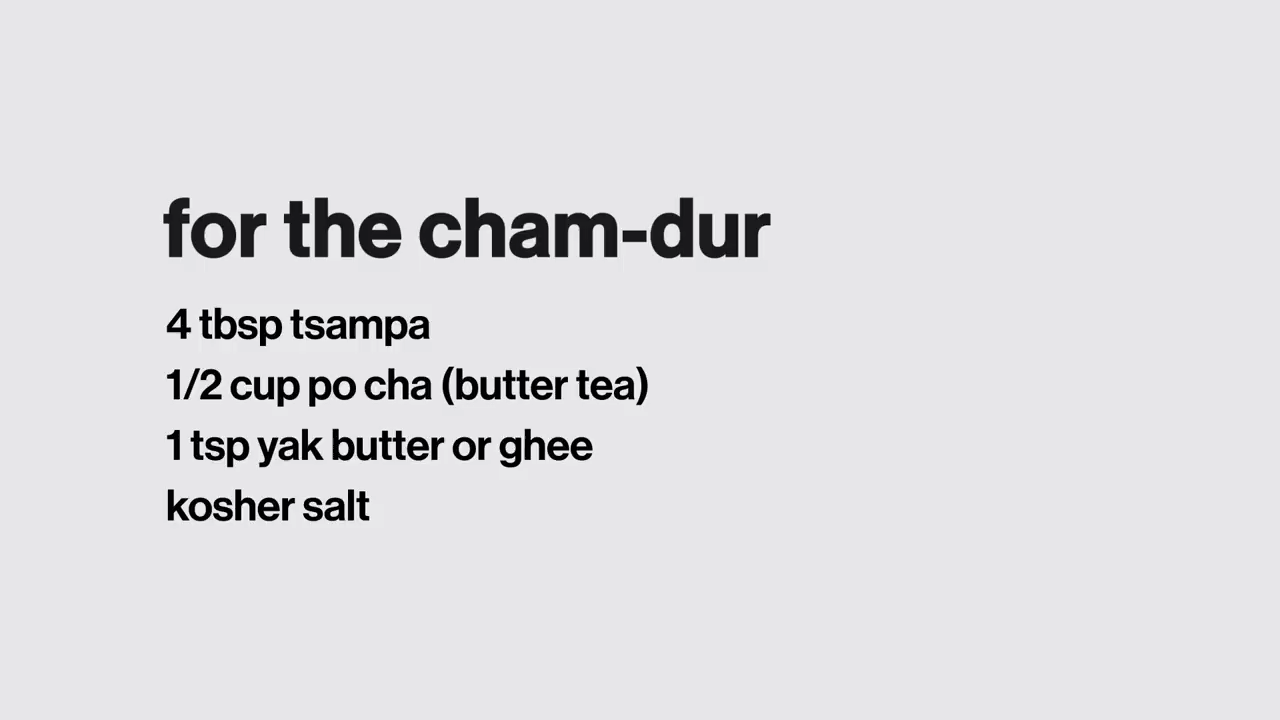 for the cham-dur
4 tbsp tsampa
1/2 cup po cha (butter tea)
1 tsp yak butter or ghee
kosher salt